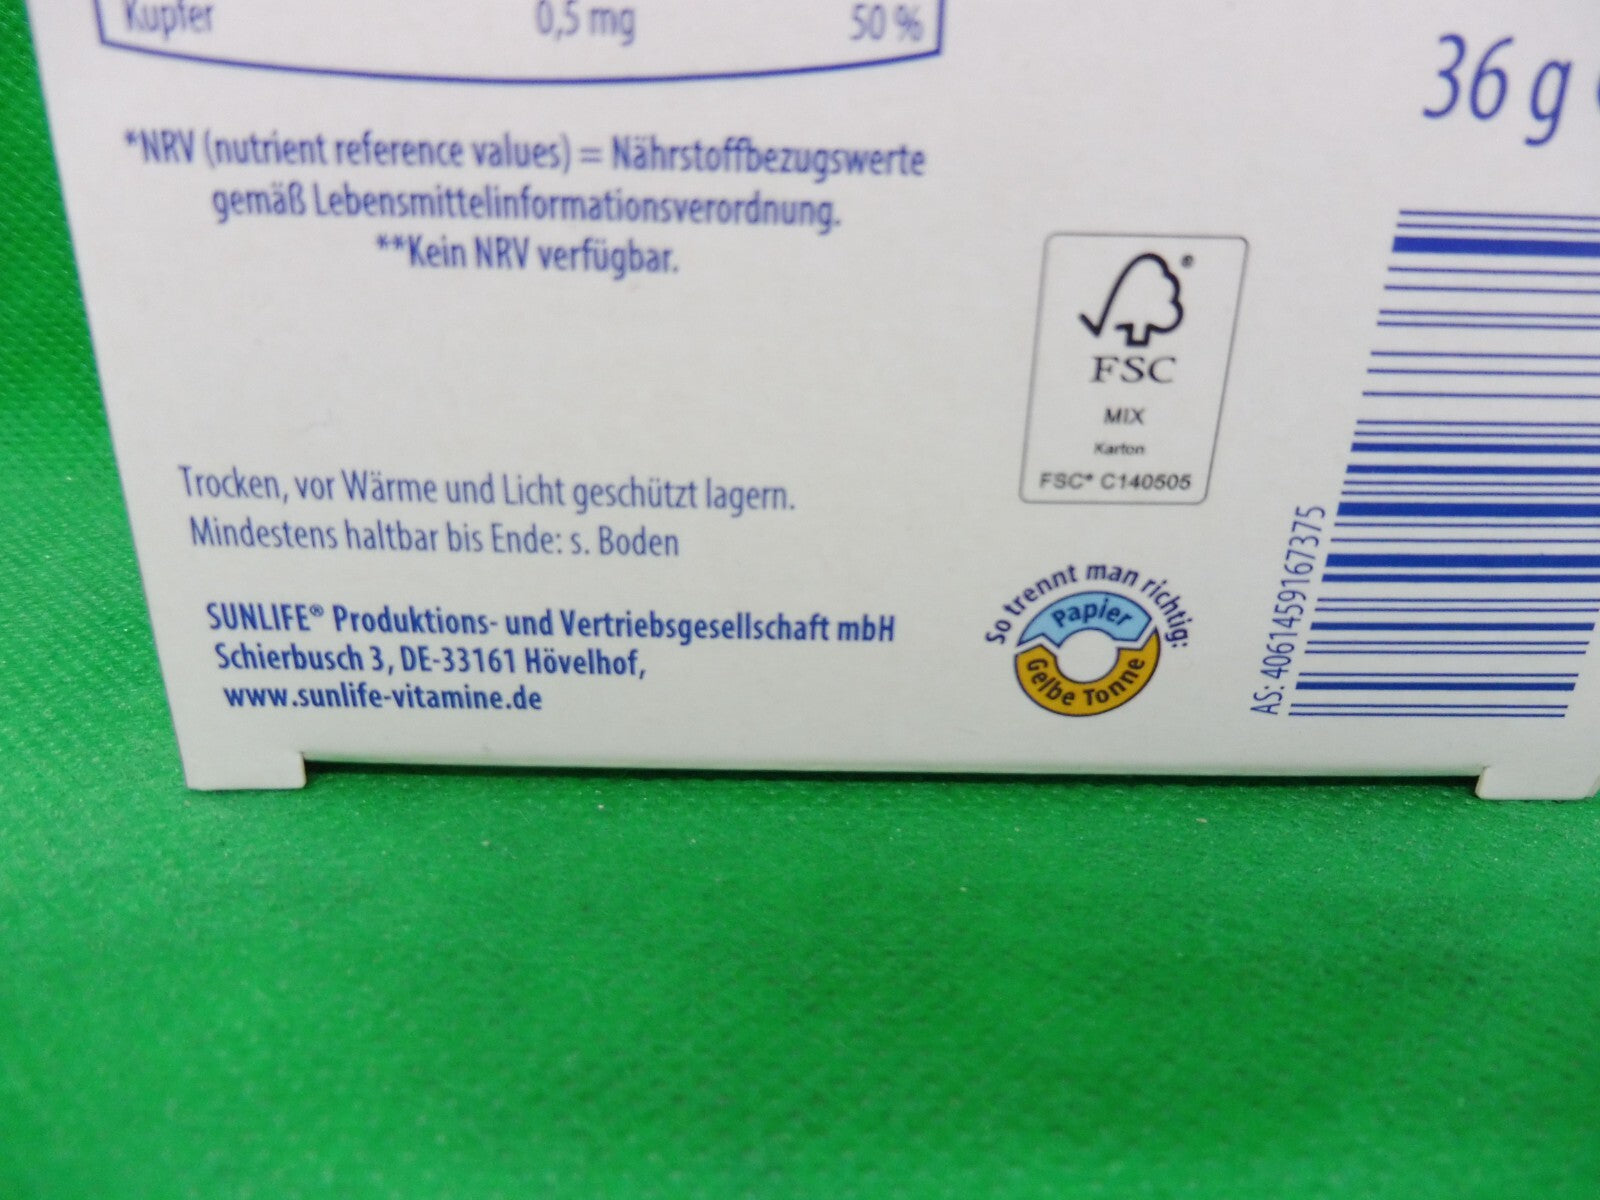 Kupfer 0,5 mg 50 %
36 g
*NRV (nutrient reference values) = Nährstoffbezugswerte
gemäß Lebensmittelinformationsverordnung.
**Kein NRV verfügbar.
FSC®
MIX
Karton
FSC® C140505
Trocken, vor Wärme und Licht geschützt lagern.
Mindestens haltbar bis Ende: s. Boden
SUNLIFE® Produktions- und Vertriebsgesellschaft mbH
Schierbusch 3, DE-33161 Hövelhof,
www.sunlife-vitamine.de
So trennt man richtig:
Papier
Gelbe Tonne
AS: 4061459167375